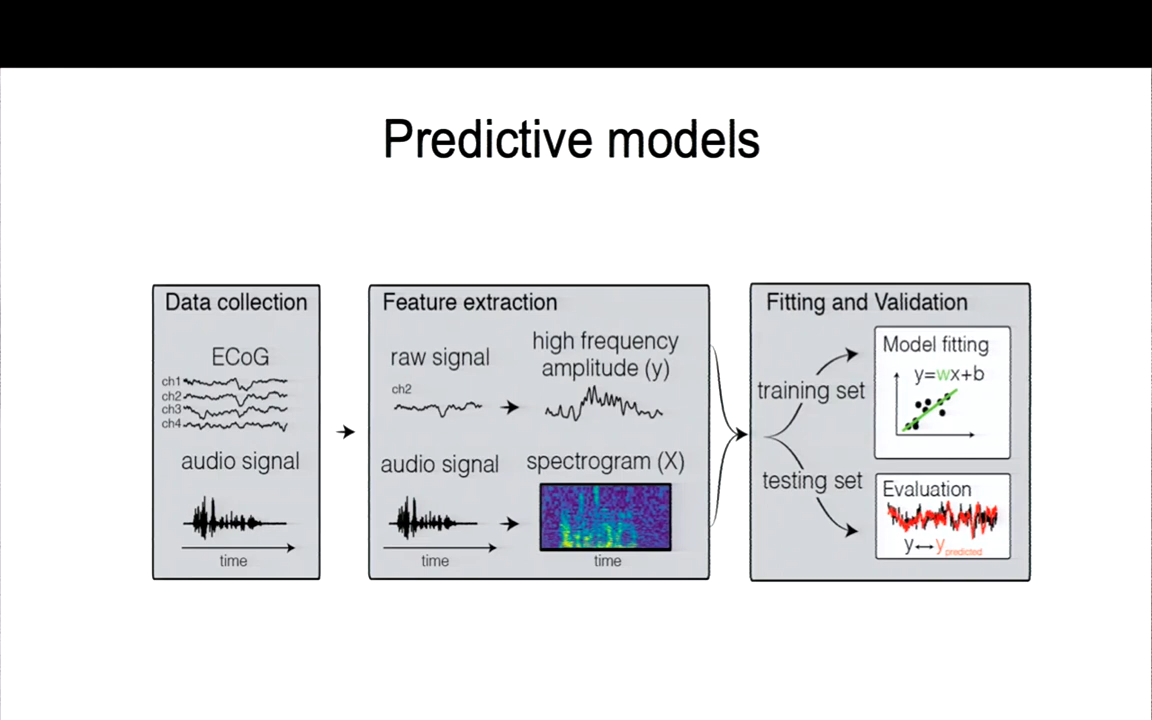 Predictive models
Data collection
ECoG
ch1
ch2
ch3
ch4
audio signal
time
Feature extraction
raw signal
ch2
high frequency
amplitude (y)
audio signal
spectrogram (X)
time
time
Fitting and Validation
training set
testing set
Model fitting
y=wx+b
Evaluation
y↔y predicted